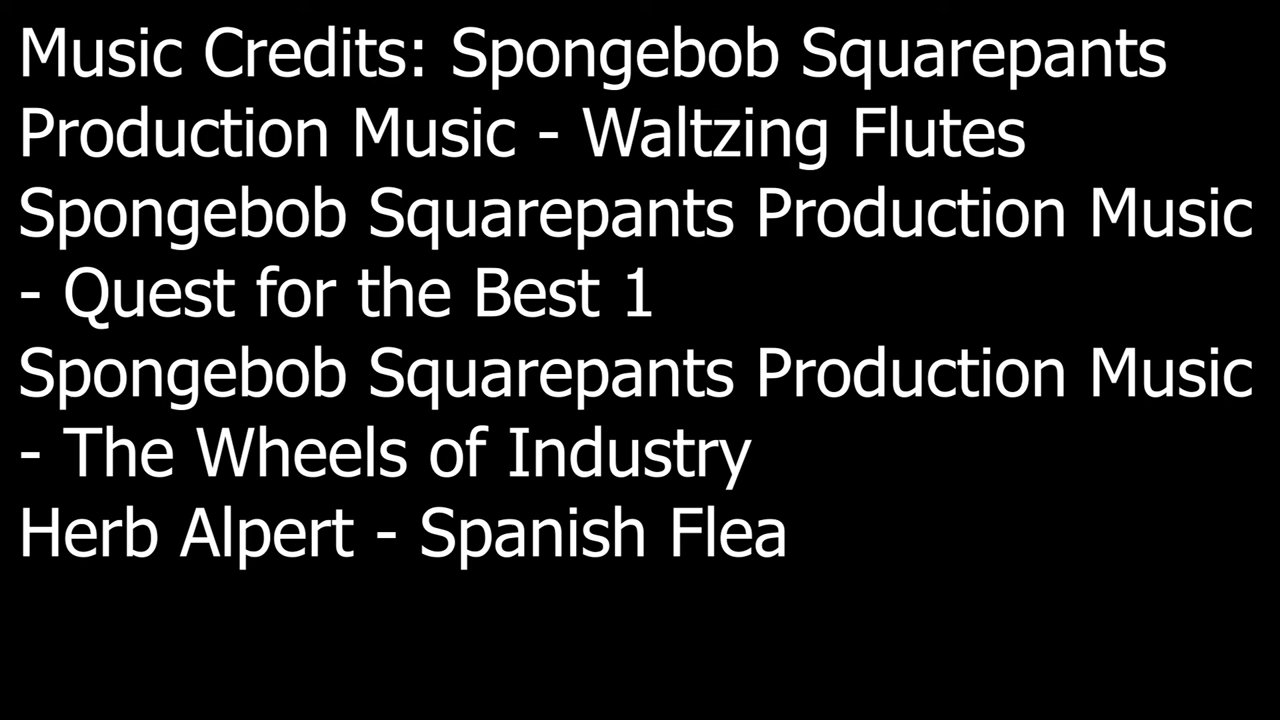 Music Credits: Spongebob Squarepants
Production Music - Waltzing Flutes
Spongebob Squarepants Production Music
- Quest for the Best 1
Spongebob Squarepants Production Music
- The Wheels of Industry
Herb Alpert - Spanish Flea